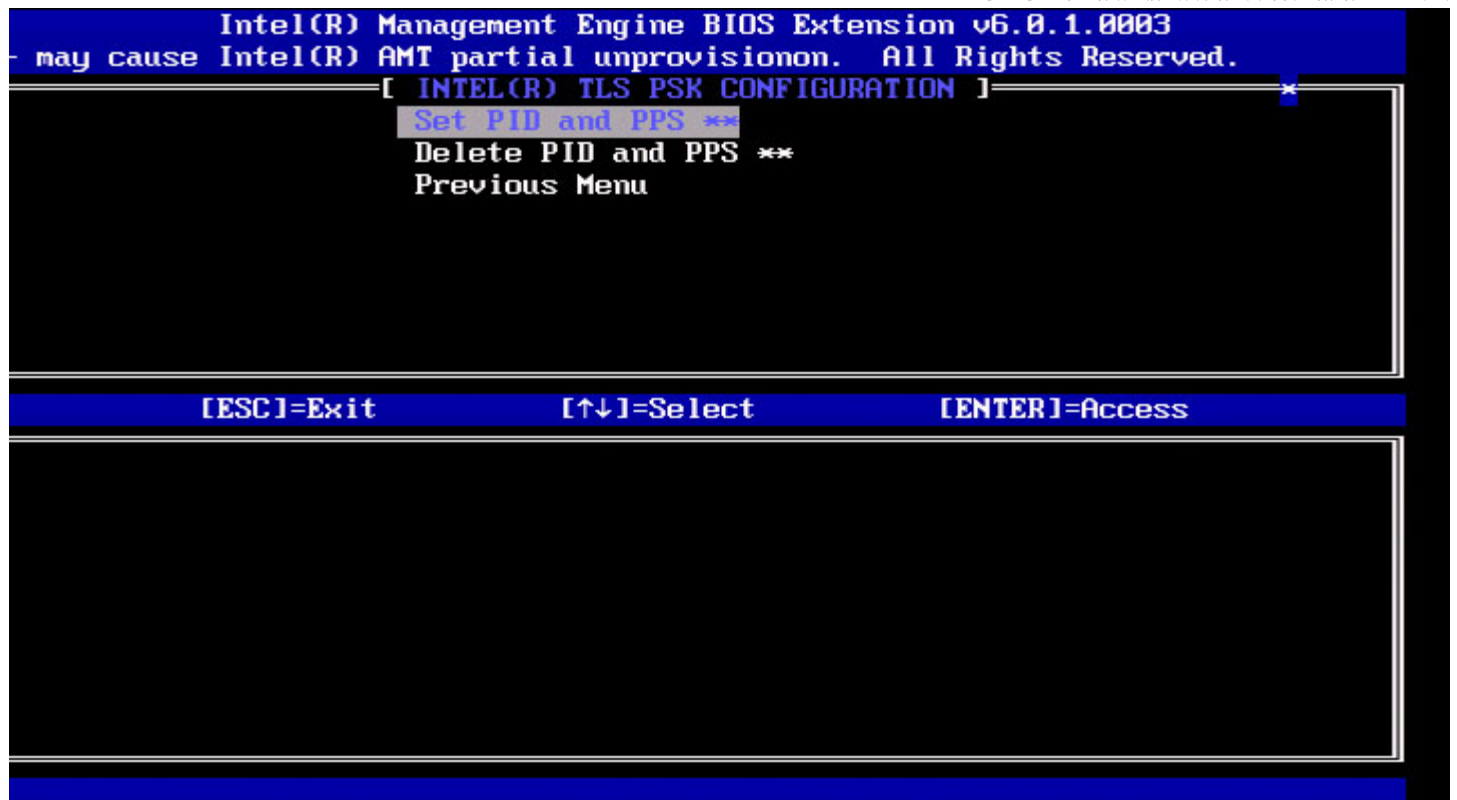 Intel(R) Management Engine BIOS Extension v6.0.1.0003
- may cause Intel(R) AMT partial unprovisionon. All Rights Reserved.
[ INTEL(R) TLS PSK CONFIGURATION ] *
Set PID and PPS **
Delete PID and PPS **
Previous Menu
[ESC]=Exit [↑↓]=Select [ENTER]=Access